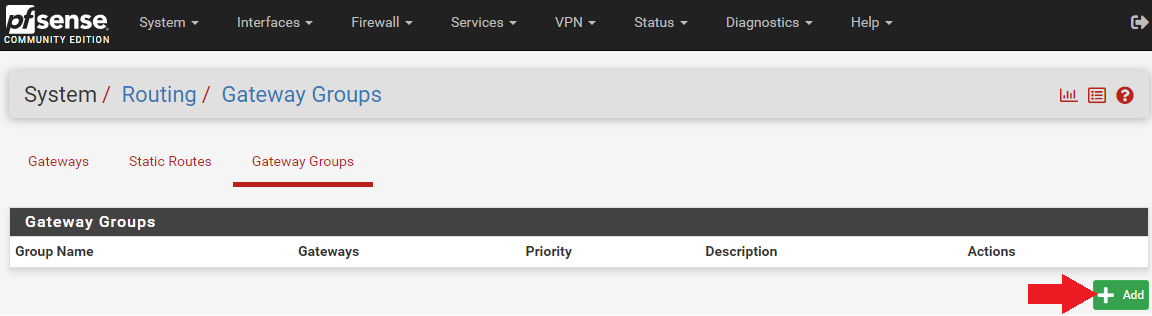 pfsense
COMMUNITY EDITION
System Interfaces Firewall Services VPN Status Diagnostics Help
System / Routing / Gateway Groups
Gateways Static Routes Gateway Groups
Gateway Groups
Group Name Gateways Priority Description Actions
Add